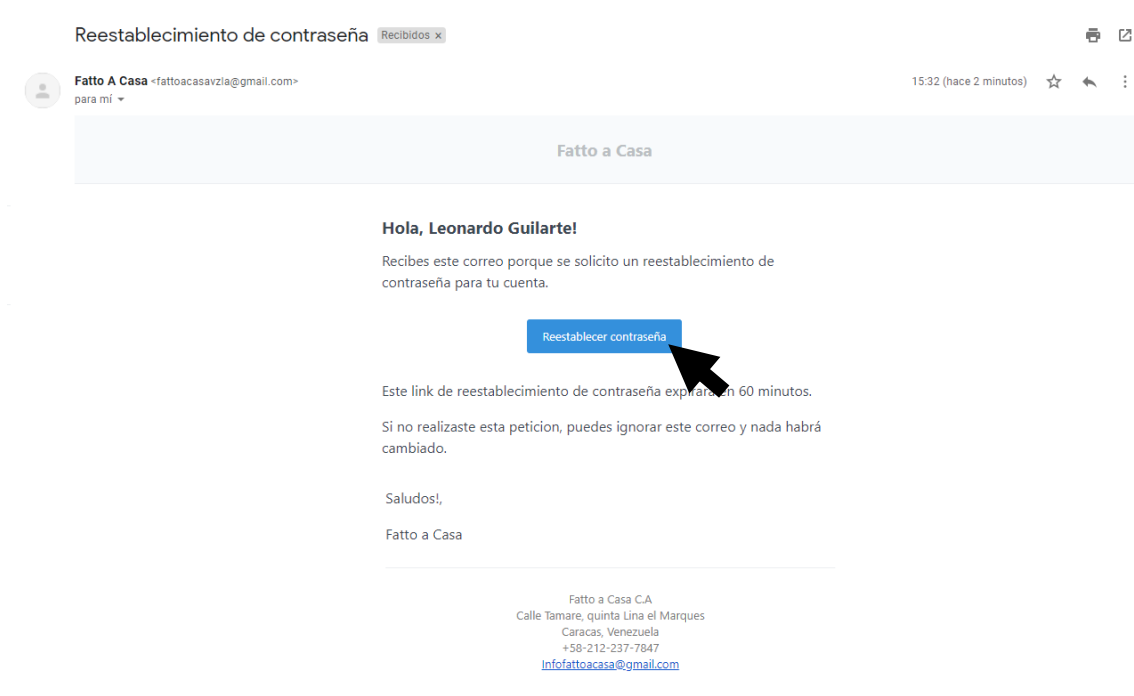 Reestablecimiento de contraseña Recibidos x
Fatto A Casa <fattoacasavzla@gmail.com> 15:32 (hace 2 minutos)
para mí
Fatto a Casa
Hola, Leonardo Guilarte!
Recibes este correo porque se solicito un reestablecimiento de
contraseña para tu cuenta.
Reestablecer contraseña
Este link de reestablecimiento de contraseña expirará en 60 minutos.
Si no realizaste esta peticion, puedes ignorar este correo y nada habrá
cambiado.
Saludos!,
Fatto a Casa
Fatto a Casa C.A
Calle Tamare, quinta Lina el Marques
Caracas, Venezuela
+58-212-237-7847
Infofattoacasa@gmail.com